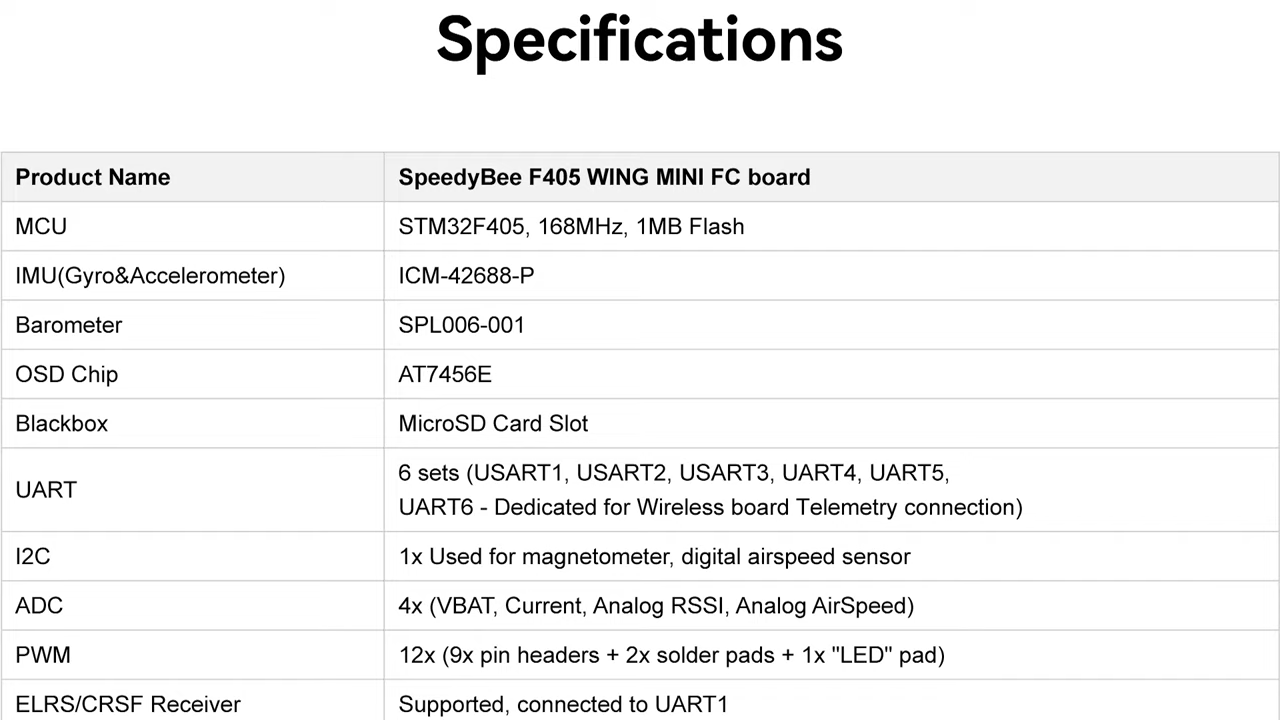 Specifications
Product Name
SpeedyBee F405 WING MINI FC board
MCU
STM32F405, 168MHz, 1MB Flash
IMU(Gyro&Accelerometer)
ICM-42688-P
Barometer
SPL006-001
OSD Chip
AT7456E
Blackbox
MicroSD Card Slot
UART
6 sets (USART1, USART2, USART3, UART4, UART5,
UART6 - Dedicated for Wireless board Telemetry connection)
I2C
1x Used for magnetometer, digital airspeed sensor
ADC
4x (VBAT, Current, Analog RSSI, Analog AirSpeed)
PWM
12x (9x pin headers + 2x solder pads + 1x "LED" pad)
ELRS/CRSF Receiver
Supported, connected to UART1